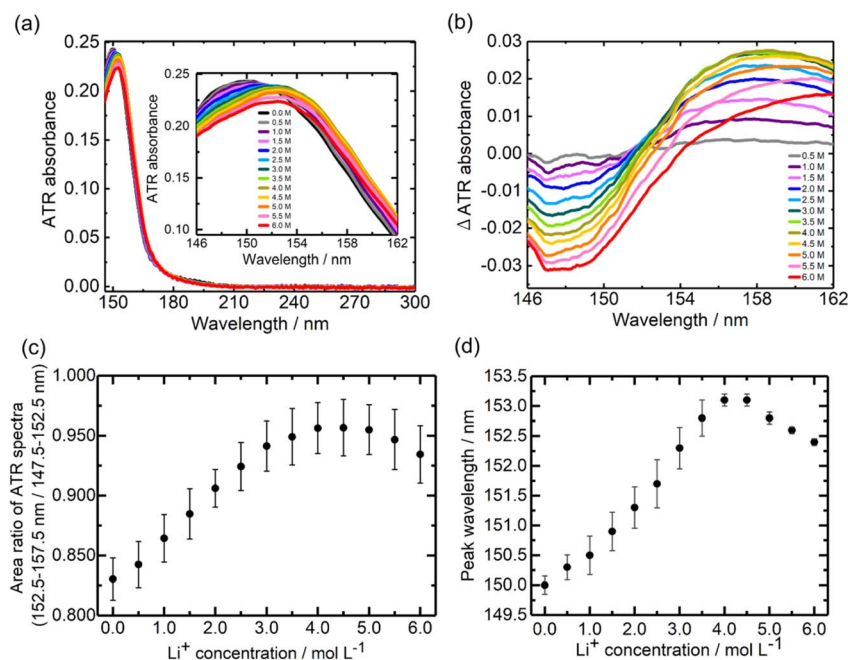 (a)
0.25
0.20
0.15
0.10
0.05
0.00
ATR absorbance
150
180
210
240
270
300
Wavelength / nm
0.25
0.20
0.15
0.10
ATR absorbance
146
150
154
158
162
Wavelength / nm
0.0 M
0.5 M
1.0 M
1.5 M
2.0 M
2.5 M
3.0 M
3.5 M
4.0 M
4.5 M
5.0 M
5.5 M
6.0 M
(b)
0.03
0.02
0.01
0.00
-0.01
-0.02
-0.03
Δ ATR absorbance
146
150
154
158
162
Wavelength / nm
0.5 M
1.0 M
1.5 M
2.0 M
2.5 M
3.0 M
3.5 M
4.0 M
4.5 M
5.0 M
5.5 M
6.0 M
(c)
1.000
0.950
0.900
0.850
0.800
Area ratio of ATR spectra
(152.5-157.5 nm / 147.5-152.5 nm)
0.0
1.0
2.0
3.0
4.0
5.0
6.0
Li⁺ concentration / mol L⁻¹
(d)
153.5
153.0
152.5
152.0
151.5
151.0
150.5
150.0
149.5
Peak wavelength / nm
0.0
1.0
2.0
3.0
4.0
5.0
6.0
Li⁺ concentration / mol L⁻¹